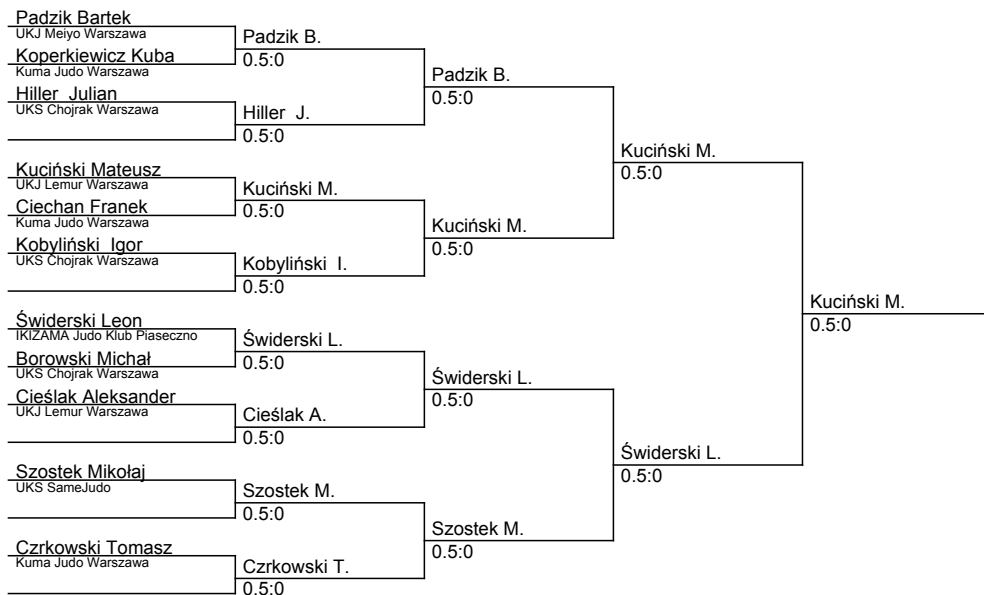 Padzik Bartek
UKJ Meiyo Warszawa
Koperkiewicz Kuba
Kuma Judo Warszawa
Hiller  Julian
UKS Chojrak Warszawa
Kuciński Mateusz
UKJ Lemur Warszawa
Ciechan Franek
Kuma Judo Warszawa
Kobyliński  Igor
UKS Chojrak Warszawa
Świderski Leon
IKIZAMA Judo Klub Piaseczno
Borowski Michał
UKS Chojrak Warszawa
Cieślak Aleksander
UKJ Lemur Warszawa
Szostek Mikołaj
UKS SameJudo
Czrkowski Tomasz
Kuma Judo Warszawa
Padzik B.
0.5:0
Hiller  J.
0.5:0
Kuciński M.
0.5:0
Kobyliński  I.
0.5:0
Świderski L.
0.5:0
Cieślak A.
0.5:0
Szostek M.
0.5:0
Czrkowski T.
0.5:0
Padzik B.
0.5:0
Kuciński M.
0.5:0
Świderski L.
0.5:0
Szostek M.
0.5:0
Kuciński M.
0.5:0
Świderski L.
0.5:0
Kuciński M.
0.5:0